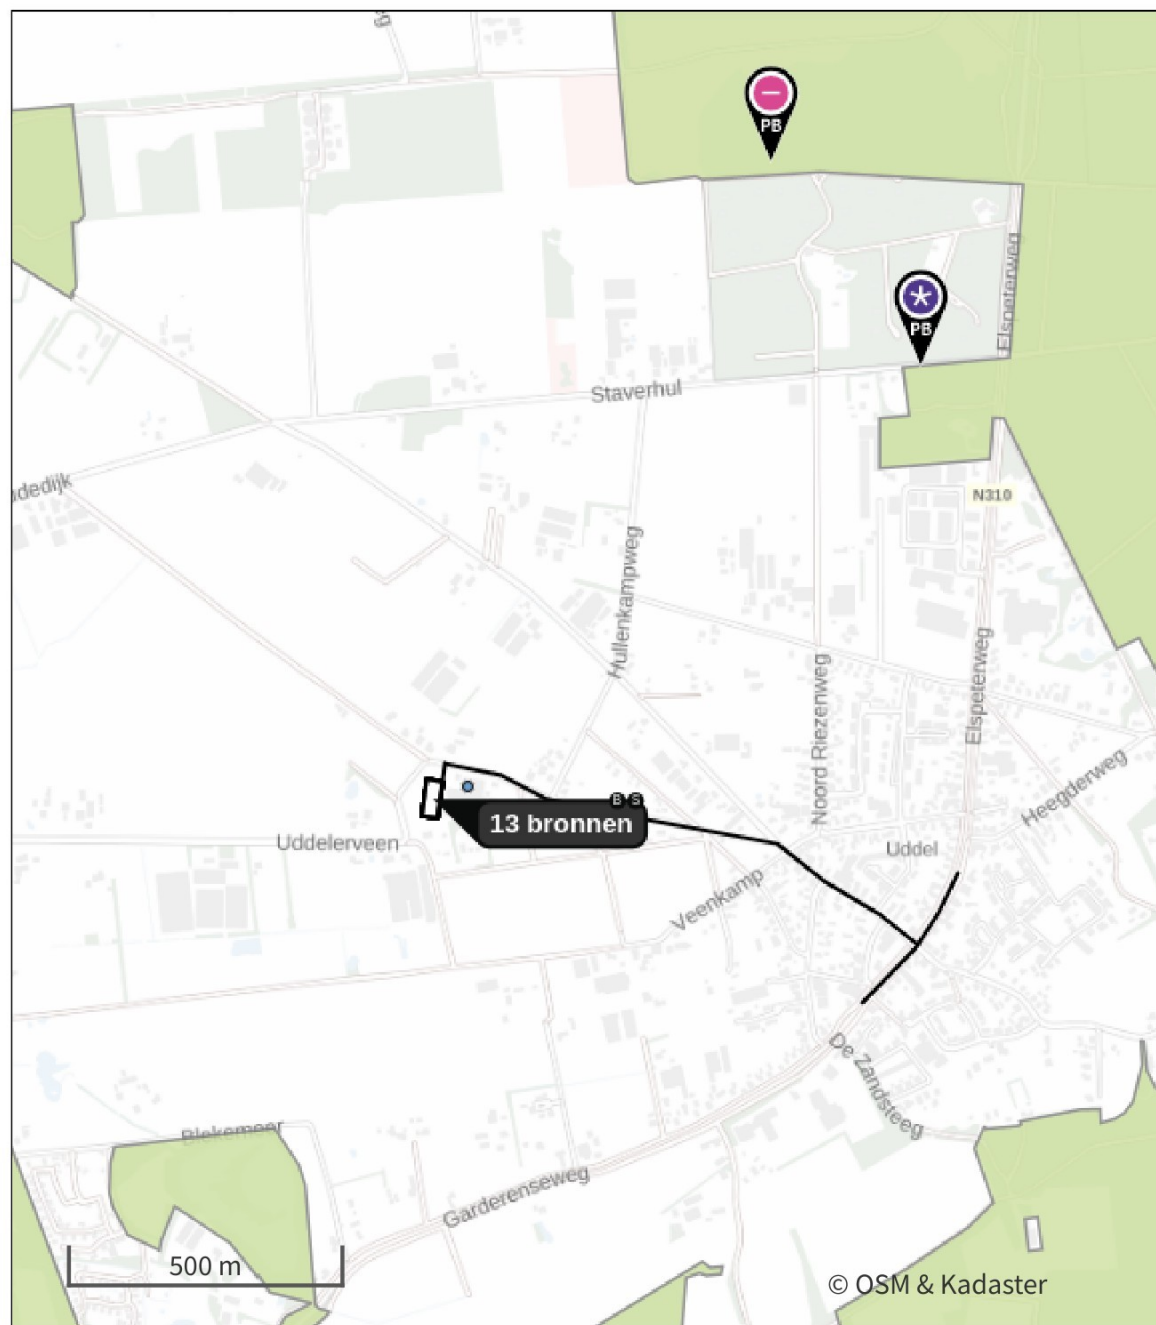 PB
Elspeterweg
PB
Staverhul
N310
Hullenkampweg
Noord Riezenweg
Elspeterweg
Heegderweg
B S
13 bronnen
Uddelerveen
Uddel
Veenkamp
De Zandsteeg
Blekemeer
Garderenseweg
500 m
© OSM & Kadaster